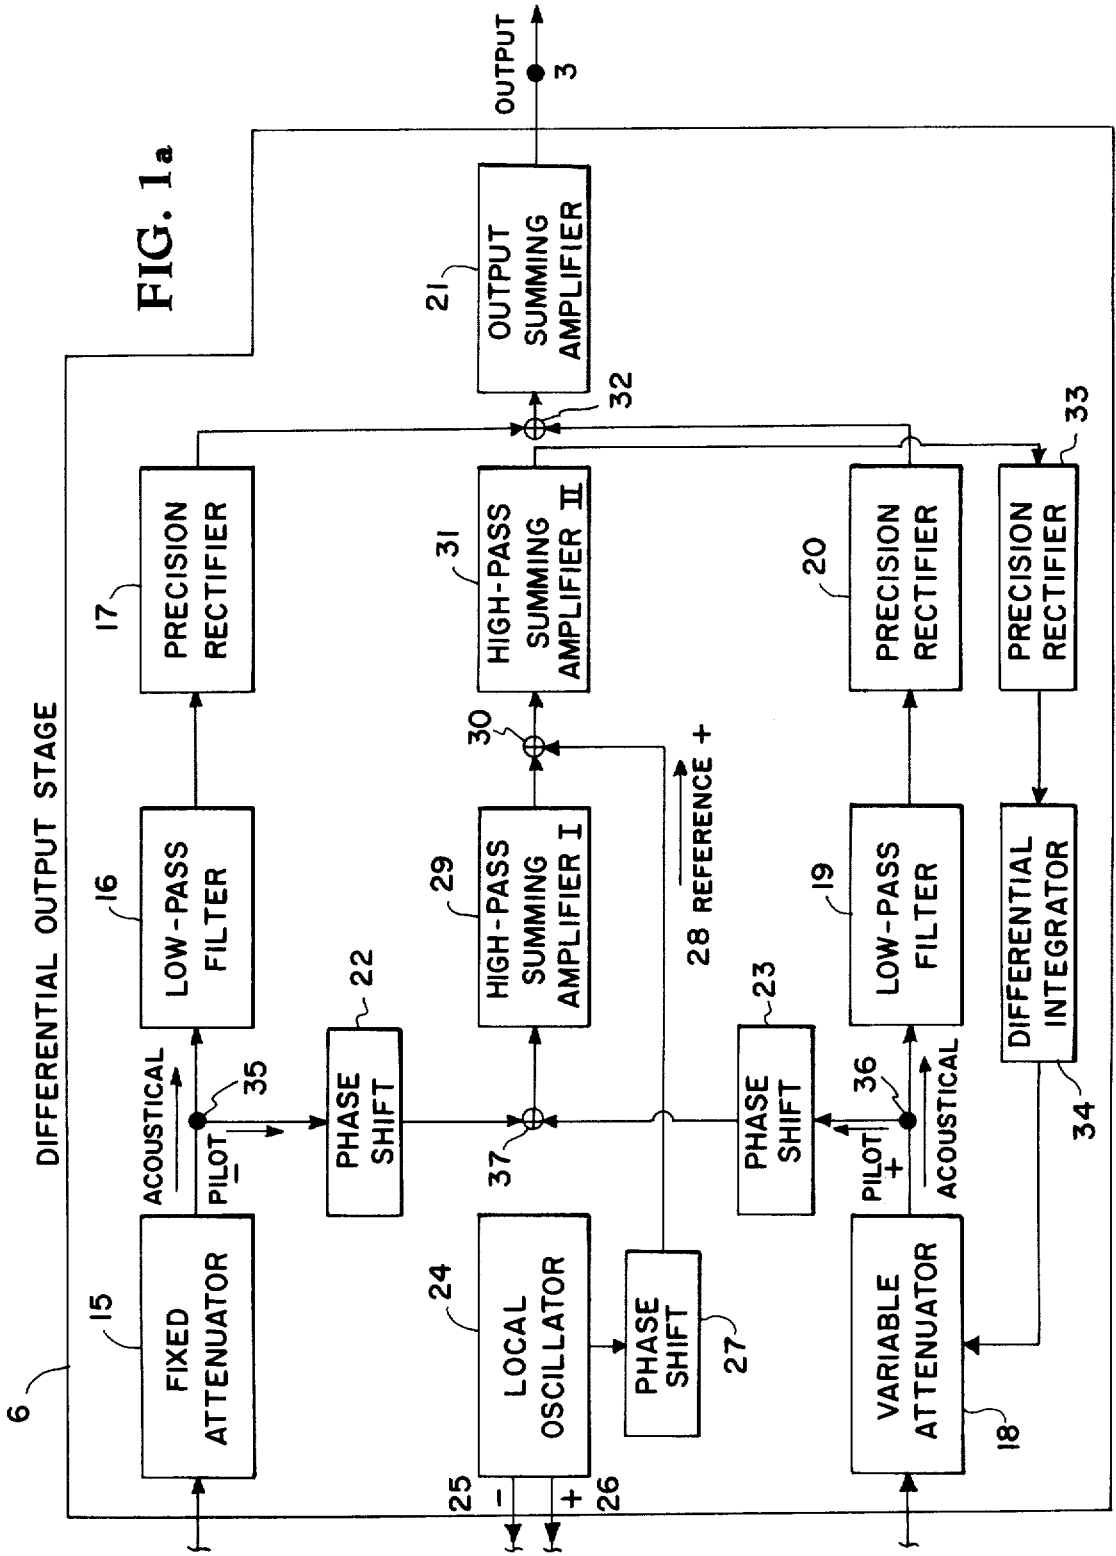 FIG. 1a
DIFFERENTIAL OUTPUT STAGE
6
15
FIXED
ATTENUATOR
ACOUSTICAL
PILOT
−
35
16
LOW-PASS
FILTER
17
PRECISION
RECTIFIER
22
PHASE
SHIFT
25
−
+
26
24
LOCAL
OSCILLATOR
37
29
HIGH-PASS
SUMMING
AMPLIFIER I
30
31
HIGH-PASS
SUMMING
AMPLIFIER II
32
21
OUTPUT
SUMMING
AMPLIFIER
OUTPUT
3
PHASE
SHIFT
27
28 REFERENCE +
23
PHASE
SHIFT
18
VARIABLE
ATTENUATOR
PILOT
+
36
ACOUSTICAL
19
LOW-PASS
FILTER
20
PRECISION
RECTIFIER
34
DIFFERENTIAL
INTEGRATOR
33
PRECISION
RECTIFIER